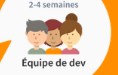 2-4 semaines
Équipe de dev